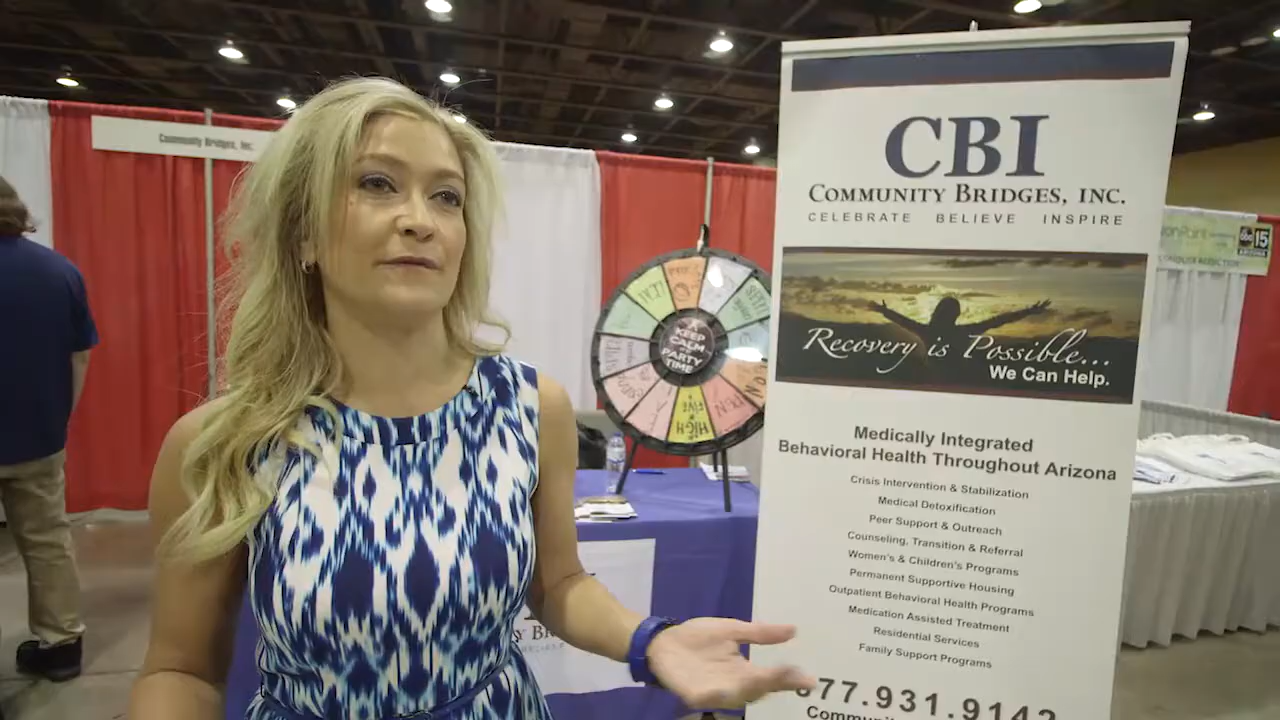 Community Bridges, Inc.
CBI
COMMUNITY BRIDGES, INC.
CELEBRATE BELIEVE INSPIRE
Recovery is Possible...
We Can Help.
Medically Integrated
Behavioral Health Throughout Arizona
Crisis Intervention & Stabilization
Medical Detoxification
Peer Support & Outreach
Counseling, Transition & Referral
Women's & Children's Programs
Permanent Supportive Housing
Outpatient Behavioral Health Programs
Medication Assisted Treatment
Residential Services
Family Support Programs
877.931.9142
KEEP
CALM
PARTY
TIME
HIGH
FIVE
PEN
abc 15
ARIZONA